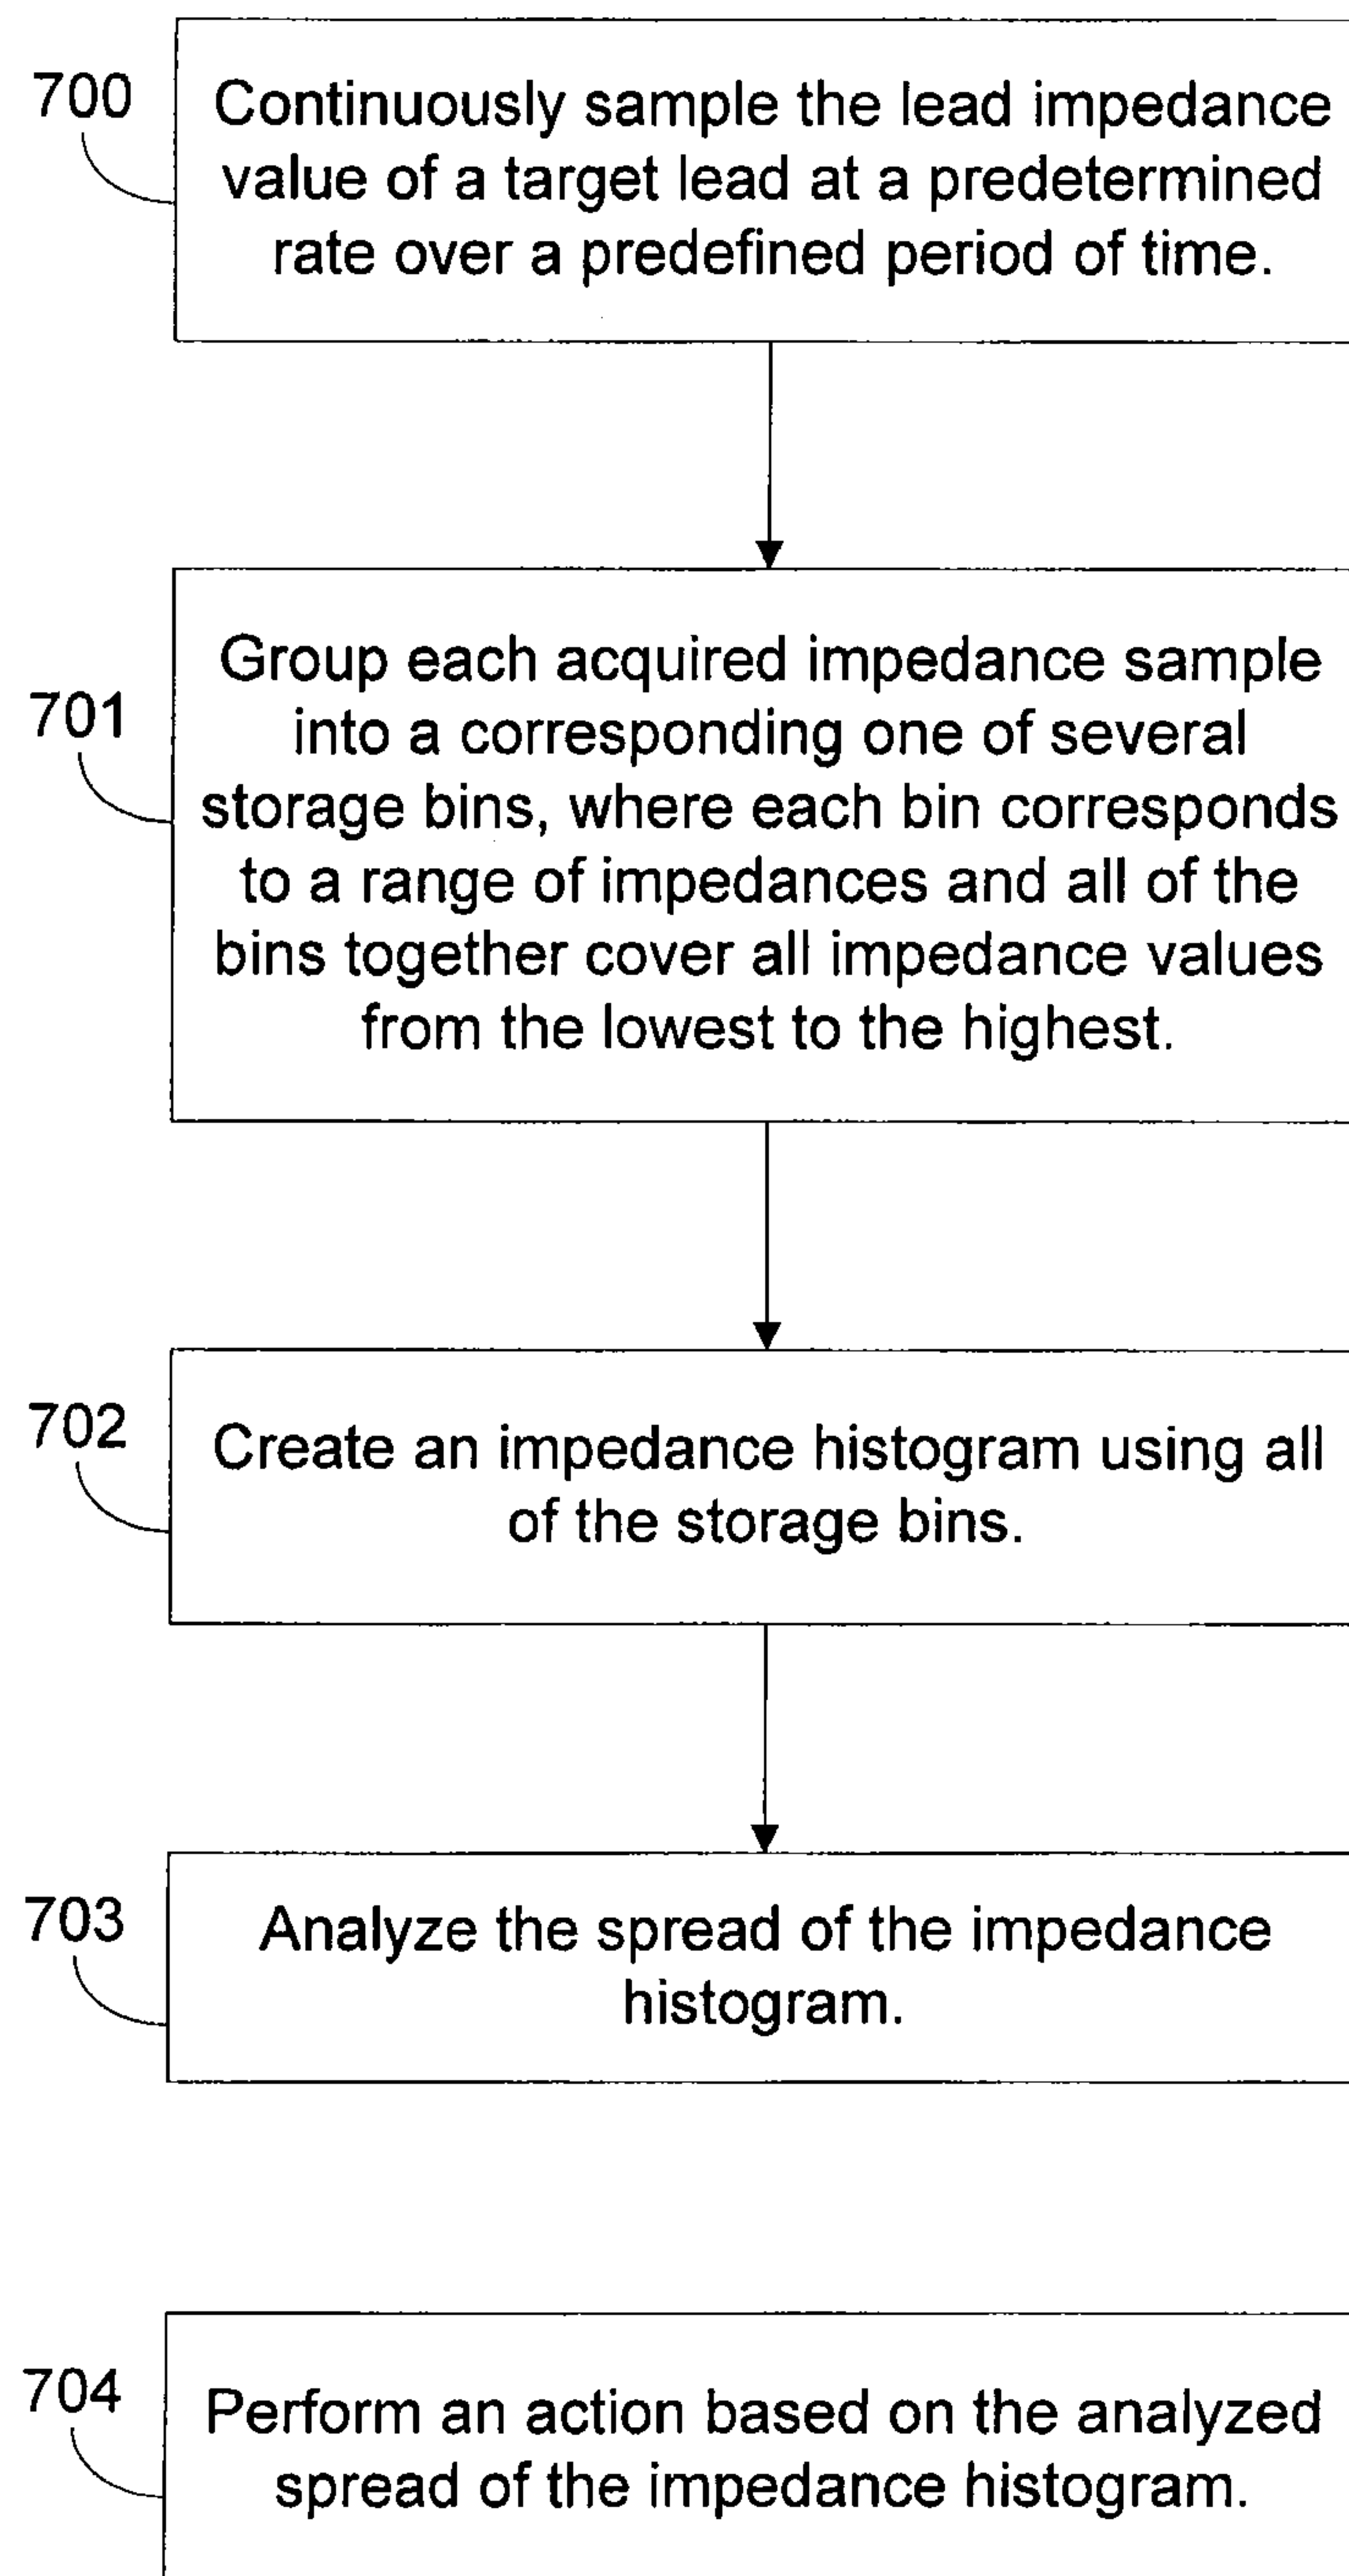 700
Continuously sample the lead impedance
value of a target lead at a predetermined
rate over a predefined period of time.
701
Group each acquired impedance sample
into a corresponding one of several
storage bins, where each bin corresponds
to a range of impedances and all of the
bins together cover all impedance values
from the lowest to the highest.
702
Create an impedance histogram using all
of the storage bins.
703
Analyze the spread of the impedance
histogram.
704
Perform an action based on the analyzed
spread of the impedance histogram.